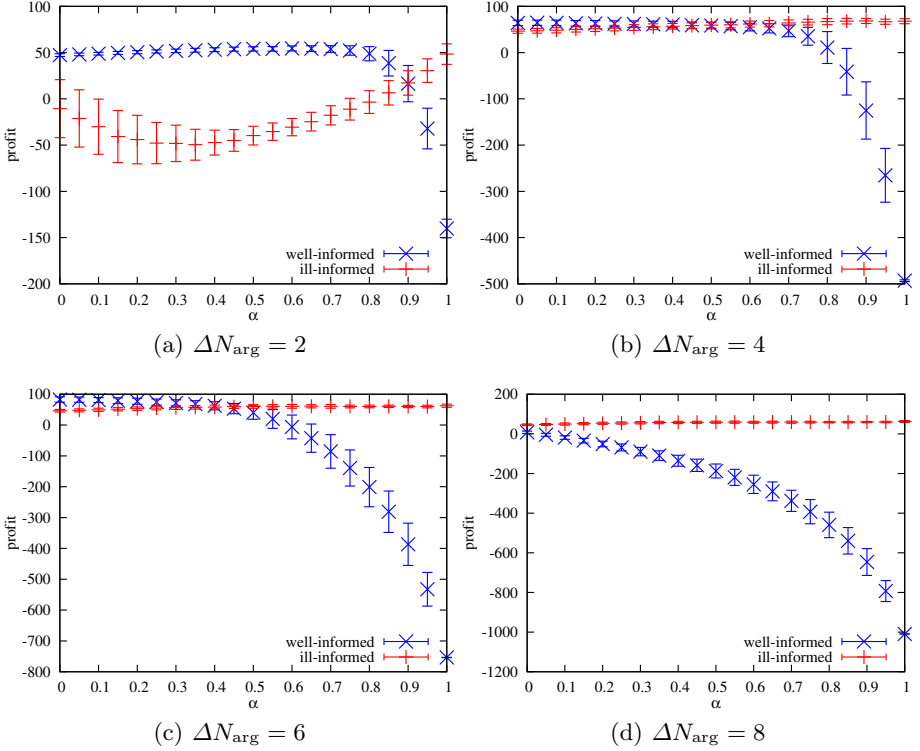 100
50
0
-50
-100
-150
-200
profit
well-informed
ill-informed
0 0.1 0.2 0.3 0.4 0.5 0.6 0.7 0.8 0.9 1
α
(a) ΔN_arg = 2
100
0
-100
-200
-300
-400
-500
profit
well-informed
ill-informed
0 0.1 0.2 0.3 0.4 0.5 0.6 0.7 0.8 0.9 1
α
(b) ΔN_arg = 4
100
0
-100
-200
-300
-400
-500
-600
-700
-800
profit
well-informed
ill-informed
0 0.1 0.2 0.3 0.4 0.5 0.6 0.7 0.8 0.9 1
α
(c) ΔN_arg = 6
200
0
-200
-400
-600
-800
-1000
-1200
profit
well-informed
ill-informed
0 0.1 0.2 0.3 0.4 0.5 0.6 0.7 0.8 0.9 1
α
(d) ΔN_arg = 8